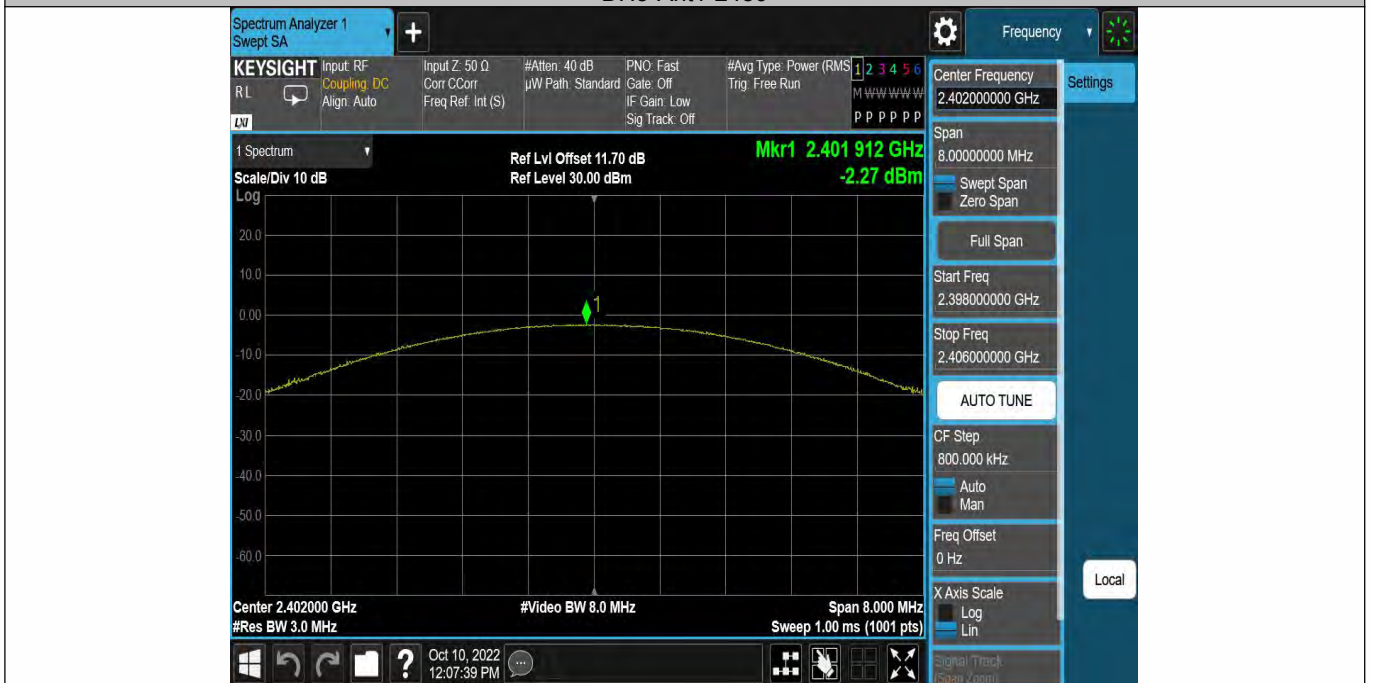 Spectrum Analyzer 1
Swept SA
Frequency
KEYSIGHT
RL
LXI
Input: RF
Coupling: DC
Align: Auto
Input Z: 50 Ω
Corr CCorr
Freq Ref: Int (S)
#Atten: 40 dB
µW Path: Standard
PNO: Fast
Gate: Off
IF Gain: Low
Sig Track: Off
#Avg Type: Power (RMS
Trig: Free Run
1 2 3 4 5 6
M W W W W W
P P P P P P
Center Frequency
2.402000000 GHz
Settings
1 Spectrum
Scale/Div 10 dB
Ref Lvl Offset 11.70 dB
Ref Level 30.00 dBm
Mkr1 2.401 912 GHz
-2.27 dBm
Log
20.0
10.0
0.00
-10.0
-20.0
-30.0
-40.0
-50.0
-60.0
1
Span
8.00000000 MHz
Swept Span
Zero Span
Full Span
Start Freq
2.398000000 GHz
Stop Freq
2.406000000 GHz
AUTO TUNE
CF Step
800.000 kHz
Auto
Man
Freq Offset
0 Hz
X Axis Scale
Log
Lin
Signal Track
(Span Zoom)
Local
Center 2.402000 GHz
#Res BW 3.0 MHz
#Video BW 8.0 MHz
Span 8.000 MHz
Sweep 1.00 ms (1001 pts)
?
Oct 10, 2022
12:07:39 PM